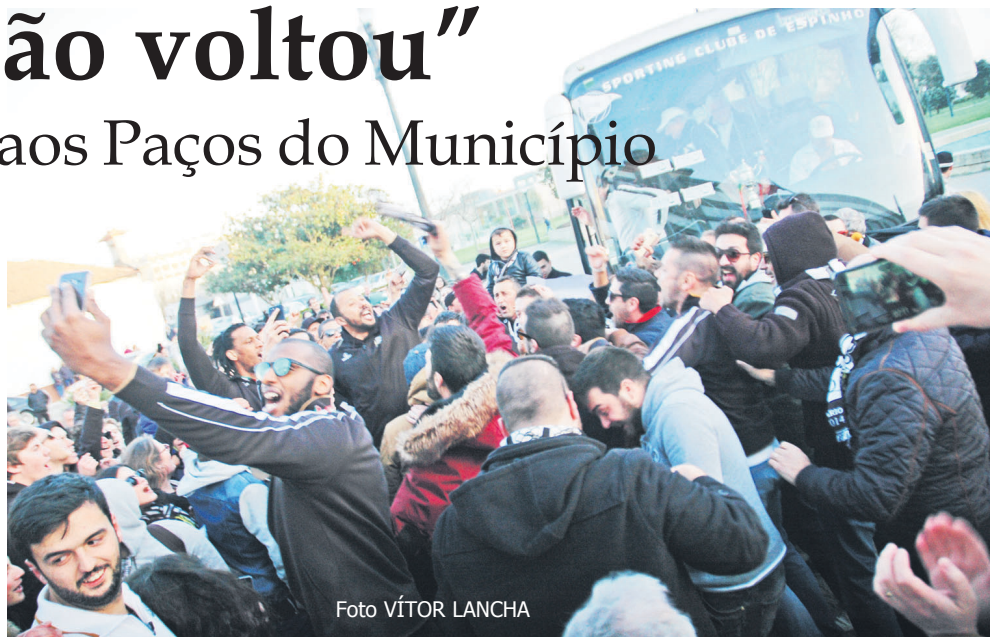 ão voltou”
aos Paços do Município
SPORTING CLUBE DE ESPINHO
Foto VÍTOR LANCHA